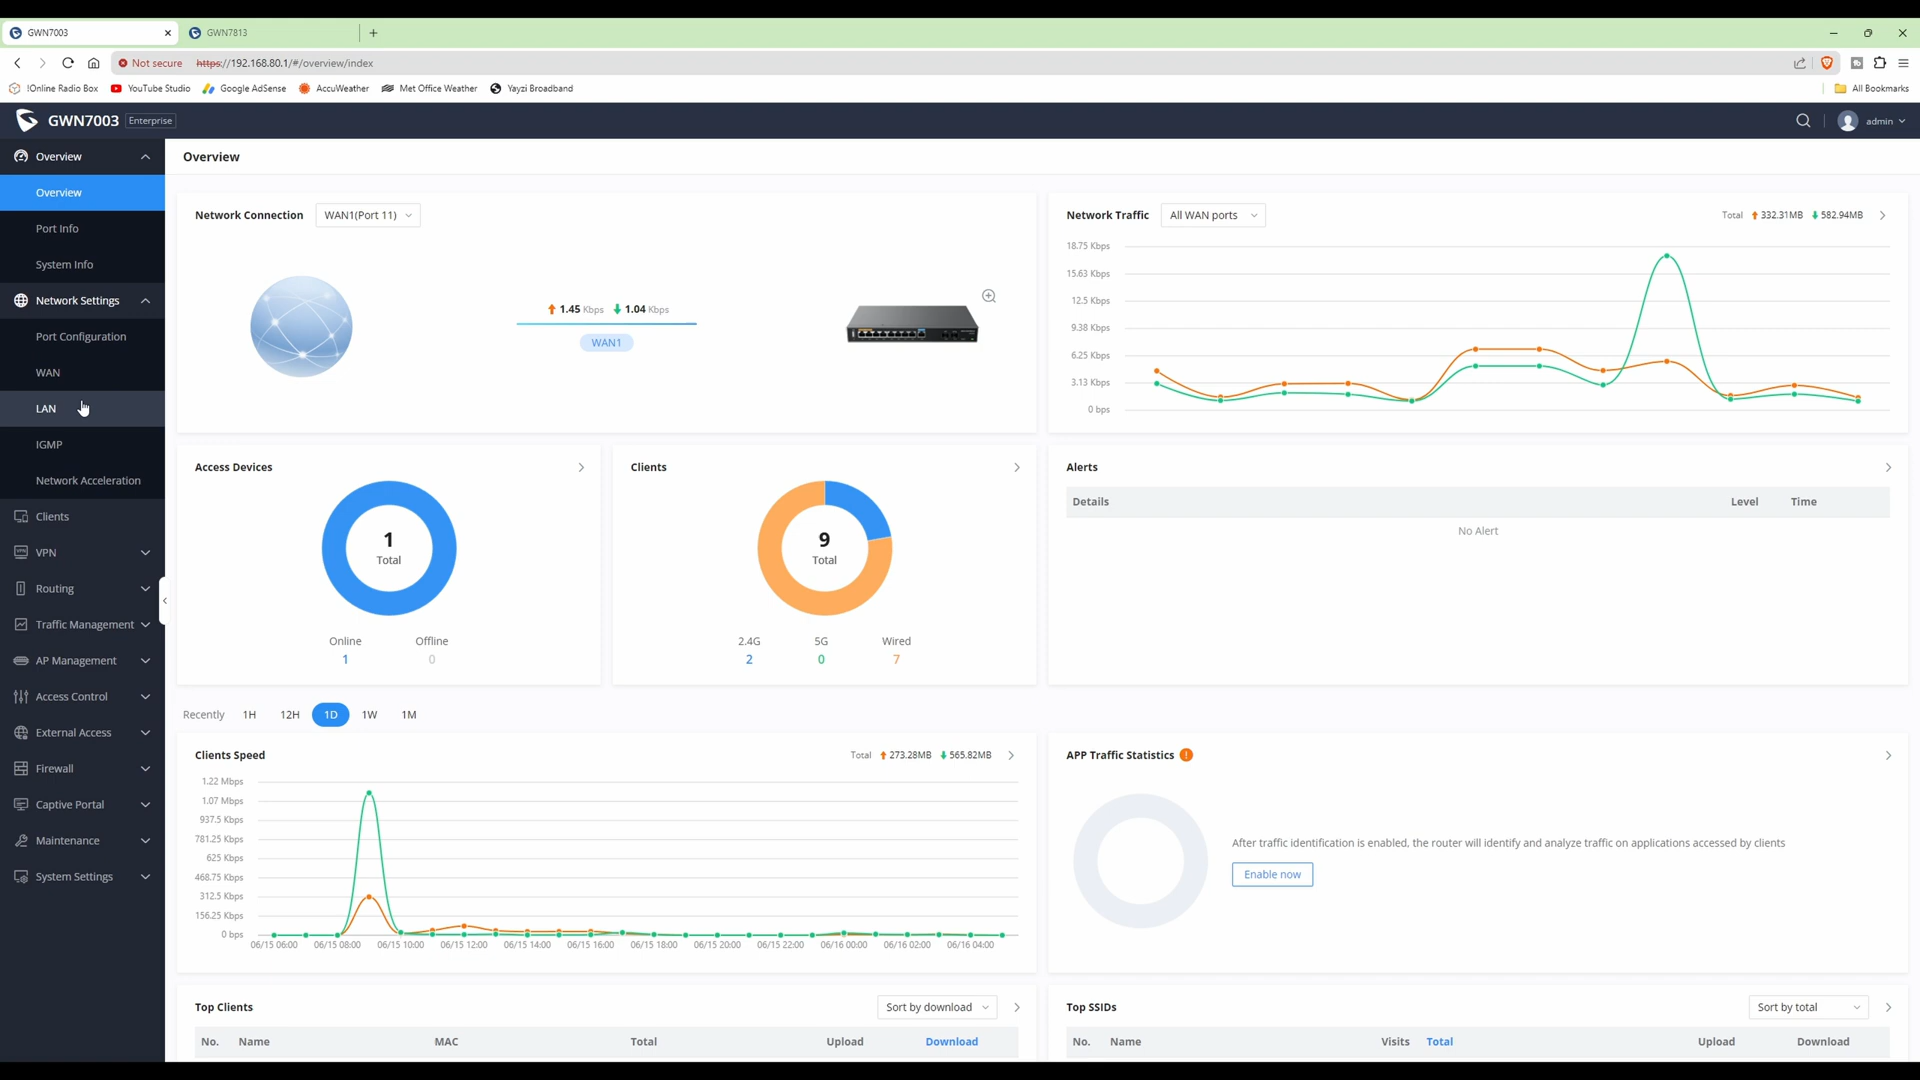 GWN7003
GWN7813
Not secure https://192.168.80.1/#/overview/index
!Online Radio Box YouTube Studio Google AdSense AccuWeather Met Office Weather Yayzi Broadband All Bookmarks
GWN7003 Enterprise admin
Overview
Overview
Port Info
System Info
Network Settings
Port Configuration
WAN
LAN
IGMP
Network Acceleration
Clients
VPN
Routing
Traffic Management
AP Management
Access Control
External Access
Firewall
Captive Portal
Maintenance
System Settings
Overview
Network Connection WAN1(Port 11)
1.45 Kbps 1.04 Kbps
WAN1
Network Traffic All WAN ports Total 332.31MB 582.94MB
18.75 Kbps
15.63 Kbps
12.5 Kbps
9.38 Kbps
6.25 Kbps
3.13 Kbps
0 bps
Access Devices
1
Total
Online Offline
1 0
Clients
9
Total
2.4G 5G Wired
2 0 7
Alerts
Details Level Time
No Alert
Recently 1H 12H 1D 1W 1M
Clients Speed Total 273.28MB 565.82MB
1.22 Mbps
1.07 Mbps
937.5 Kbps
781.25 Kbps
625 Kbps
468.75 Kbps
312.5 Kbps
156.25 Kbps
0 bps
06/15 06:00 06/15 08:00 06/15 10:00 06/15 12:00 06/15 14:00 06/15 16:00 06/15 18:00 06/15 20:00 06/15 22:00 06/16 00:00 06/16 02:00 06/16 04:00
APP Traffic Statistics
After traffic identification is enabled, the router will identify and analyze traffic on applications accessed by clients
Enable now
Top Clients Sort by download
No. Name MAC Total Upload Download
Top SSIDs Sort by total
No. Name Visits Total Upload Download